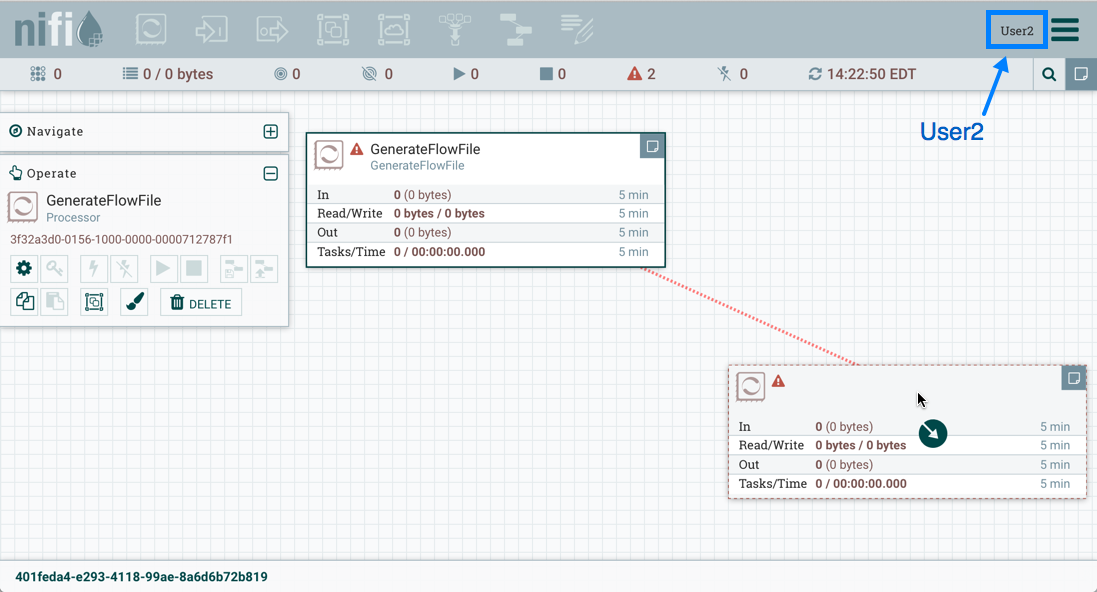 nifi
User2
0
0 / 0 bytes
0
0
0
0
2
0
14:22:50 EDT
User2
Navigate
Operate
GenerateFlowFile
Processor
3f32a3d0-0156-1000-0000-0000712787f1
DELETE
GenerateFlowFile
GenerateFlowFile
In 0 (0 bytes) 5 min
Read/Write 0 bytes / 0 bytes 5 min
Out 0 (0 bytes) 5 min
Tasks/Time 0 / 00:00:00.000 5 min
In 0 (0 bytes) 5 min
Read/Write 0 bytes / 0 bytes 5 min
Out 0 (0 bytes) 5 min
Tasks/Time 0 / 00:00:00.000 5 min
401feda4-e293-4118-99ae-8a6d6b72b819